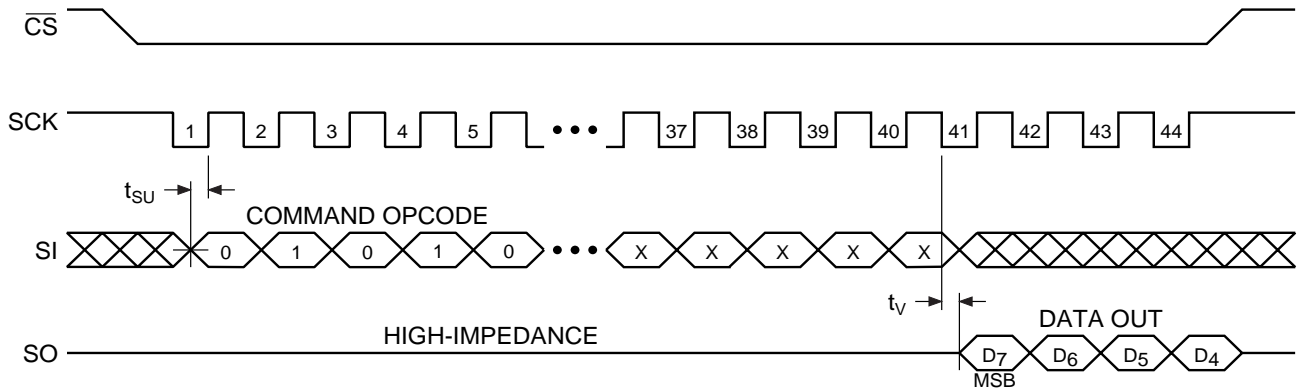 CS
SCK 1 2 3 4 5 ••• 37 38 39 40 41 42 43 44
tSU
COMMAND OPCODE
SI 0 1 0 1 0 ••• X X X X X
tV
HIGH-IMPEDANCE
DATA OUT
SO D7 D6 D5 D4
MSB